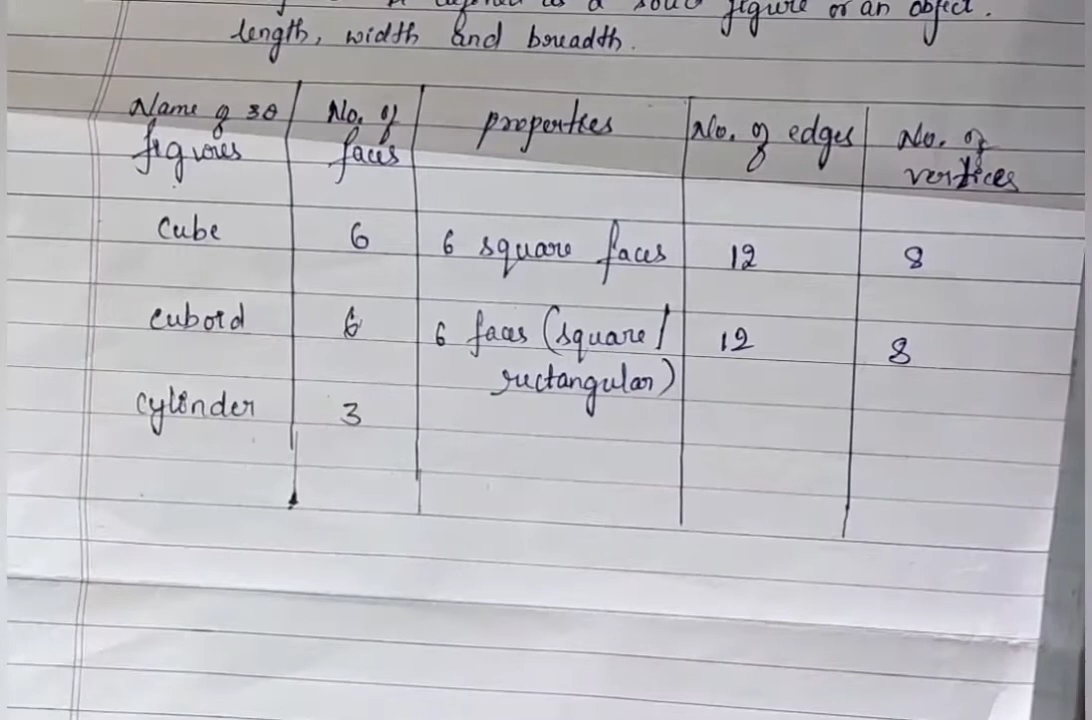 a solid figure or an object.
length, width and breadth.
Name of 3D figures No. of faces properties No. of edges No. of vertices
cube 6 6 square faces 12 8
cuboid 6 6 faces (square/ 12 8
rectangular)
cylinder 3